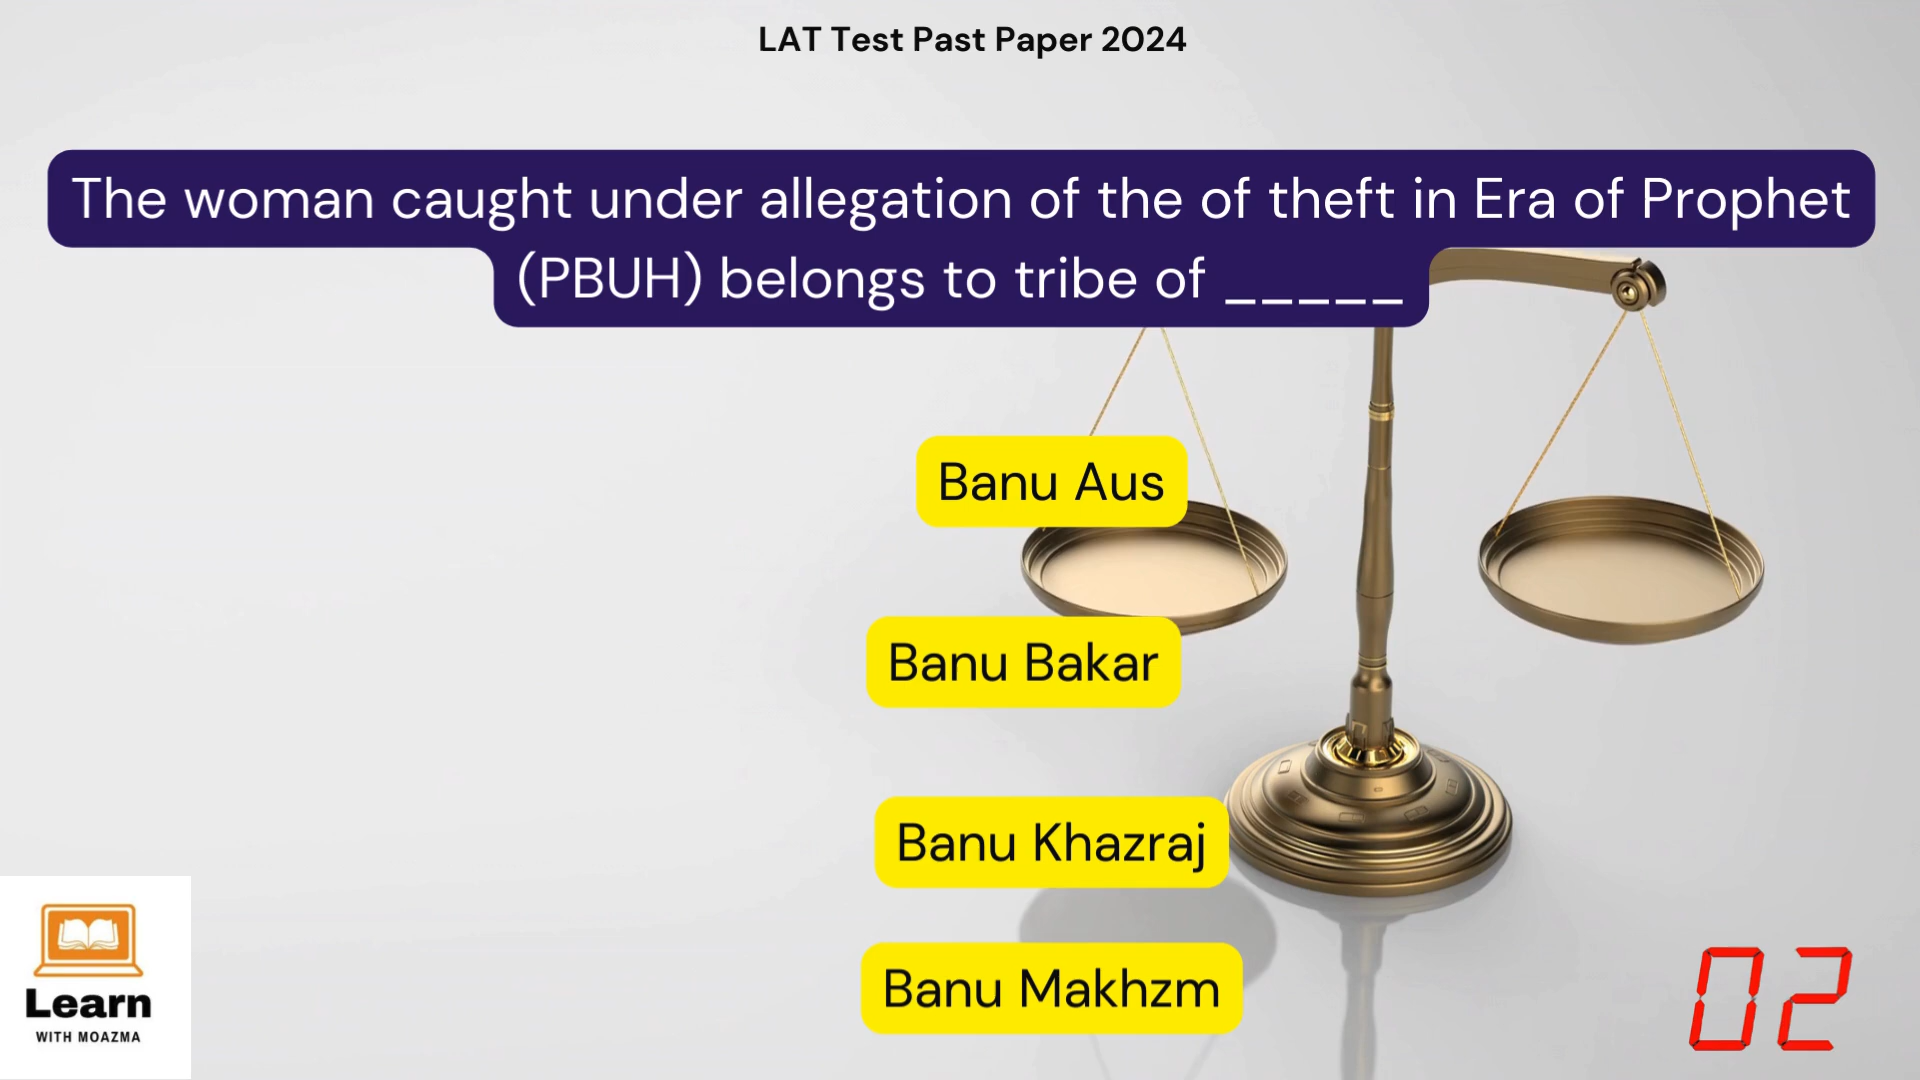 LAT Test Past Paper 2024
The woman caught under allegation of the of theft in Era of Prophet
(PBUH) belongs to tribe of _____
Banu Aus
Banu Bakar
Banu Khazraj
Banu Makhzm
Learn
WITH MOAZMA
02